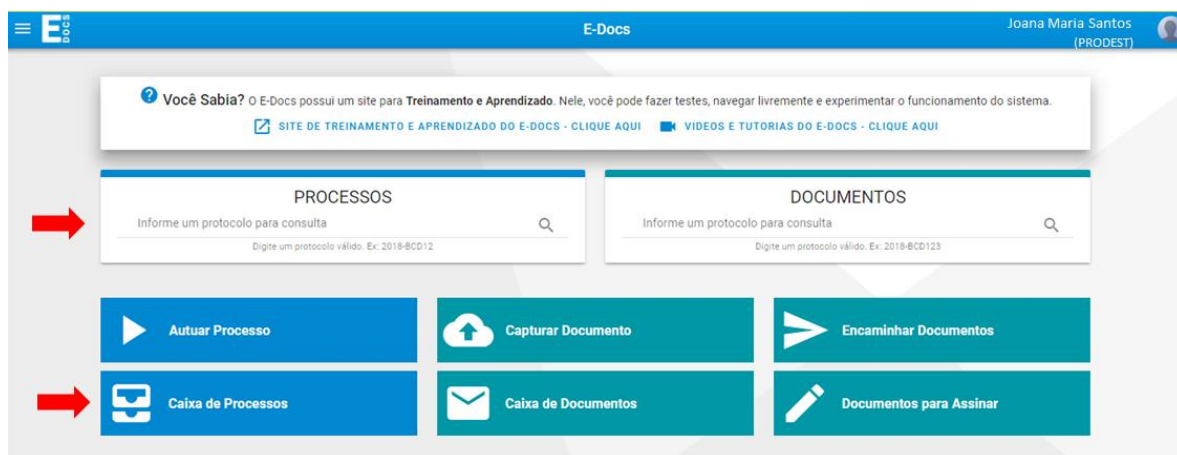 E DOCS
E-Docs
Joana Maria Santos
(PRODEST)
Você Sabia? O E-Docs possui um site para Treinamento e Aprendizado. Nele, você pode fazer testes, navegar livremente e experimentar o funcionamento do sistema.
SITE DE TREINAMENTO E APRENDIZADO DO E-DOCS - CLIQUE AQUI VIDEOS E TUTORIAS DO E-DOCS - CLIQUE AQUI
PROCESSOS
Informe um protocolo para consulta
Digite um protocolo válido. Ex: 2018-BCD12
DOCUMENTOS
Informe um protocolo para consulta
Digite um protocolo válido. Ex: 2018-BCD123
Autuar Processo
Capturar Documento
Encaminhar Documentos
Caixa de Processos
Caixa de Documentos
Documentos para Assinar